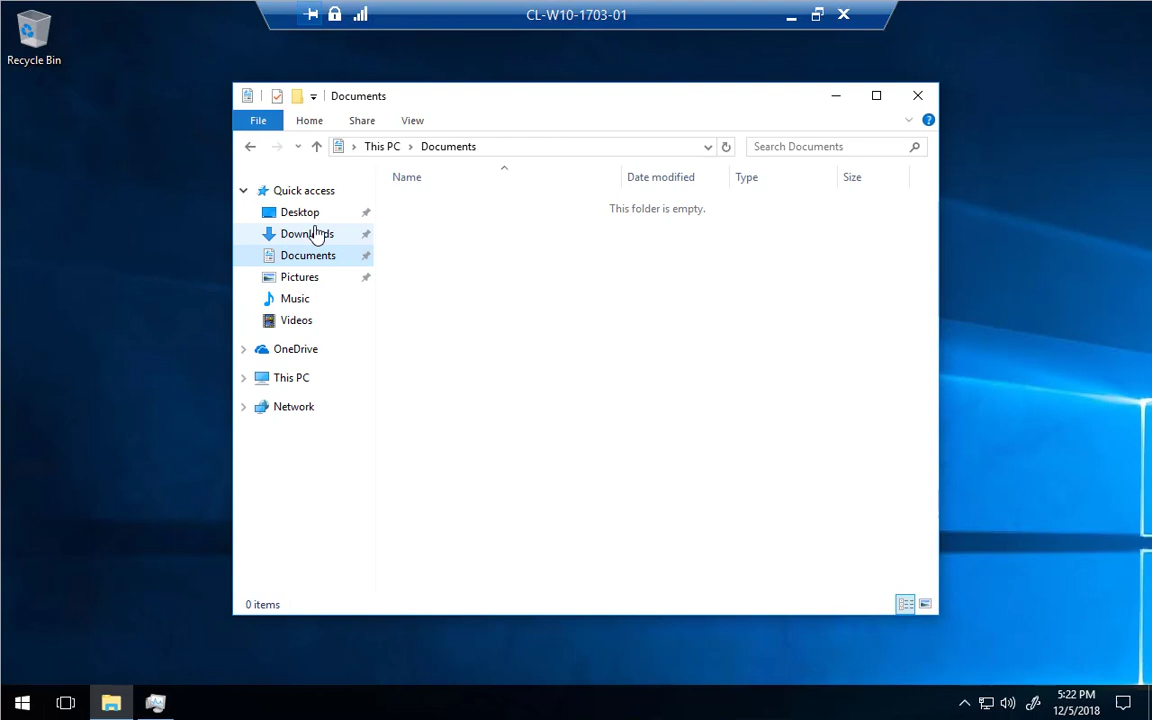 CL-W10-1703-01
Recycle Bin
Documents
File Home Share View
This PC Documents
Search Documents
Name Date modified Type Size
This folder is empty.
Quick access
Desktop
Downloads
Documents
Pictures
Music
Videos
OneDrive
This PC
Network
0 items
5:22 PM
12/5/2018